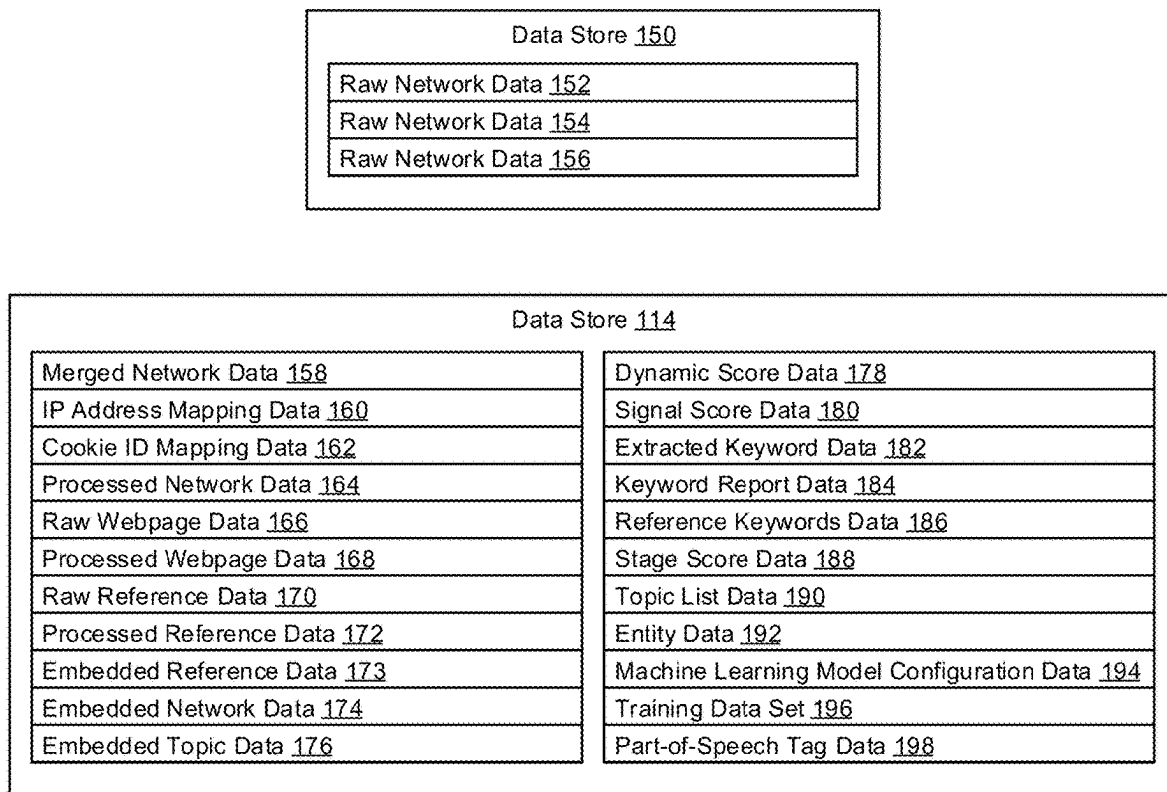 Data Store 150
Raw Network Data 152
Raw Network Data 154
Raw Network Data 156
Data Store 114
Merged Network Data 158
IP Address Mapping Data 160
Cookie ID Mapping Data 162
Processed Network Data 164
Raw Webpage Data 166
Processed Webpage Data 168
Raw Reference Data 170
Processed Reference Data 172
Embedded Reference Data 173
Embedded Network Data 174
Embedded Topic Data 176
Dynamic Score Data 178
Signal Score Data 180
Extracted Keyword Data 182
Keyword Report Data 184
Reference Keywords Data 186
Stage Score Data 188
Topic List Data 190
Entity Data 192
Machine Learning Model Configuration Data 194
Training Data Set 196
Part-of-Speech Tag Data 198